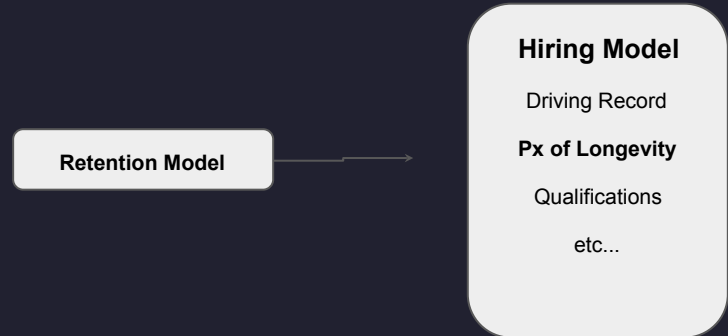 Retention Model
Hiring Model
Driving Record
Px of Longevity
Qualifications
etc...